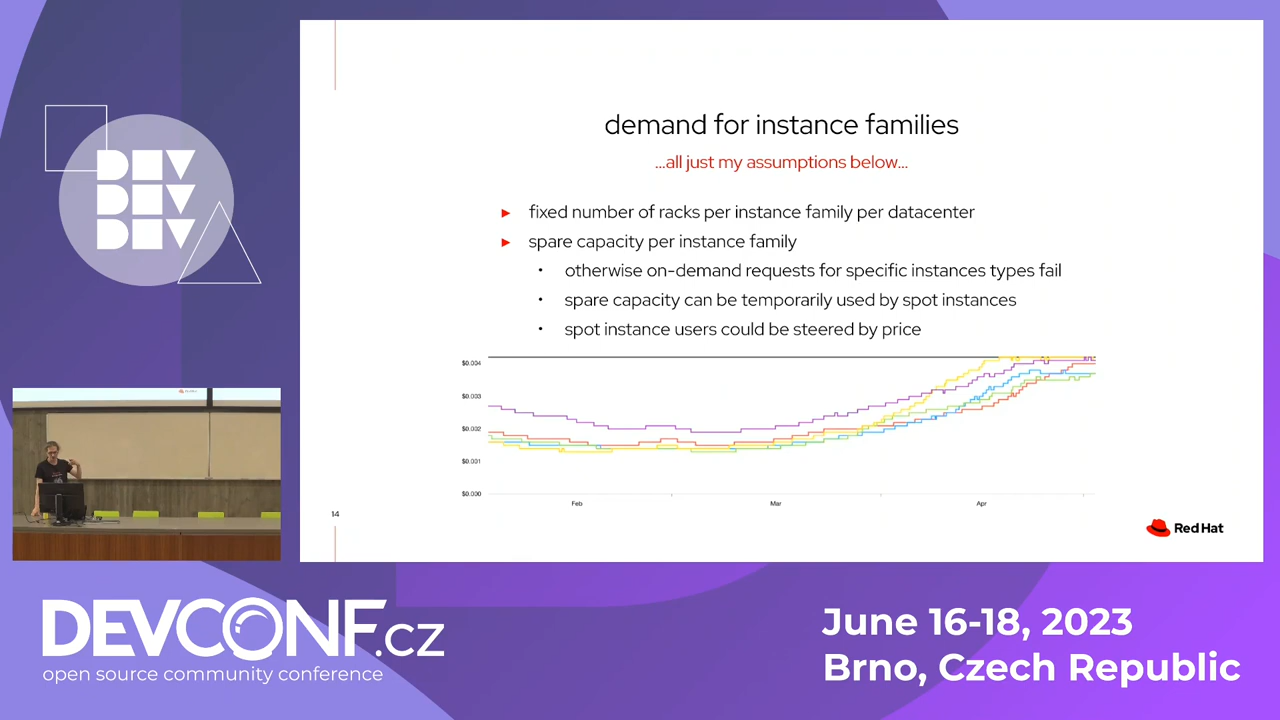 DEV
DEV
DEV
demand for instance families
...all just my assumptions below...
fixed number of racks per instance family per datacenter
spare capacity per instance family
otherwise on-demand requests for specific instances types fail
spare capacity can be temporarily used by spot instances
spot instance users could be steered by price
$0.004
$0.003
$0.002
$0.001
$0.000
Feb
Mar
Apr
14
Red Hat
DEVCONF.cz
open source community conference
June 16-18, 2023
Brno, Czech Republic